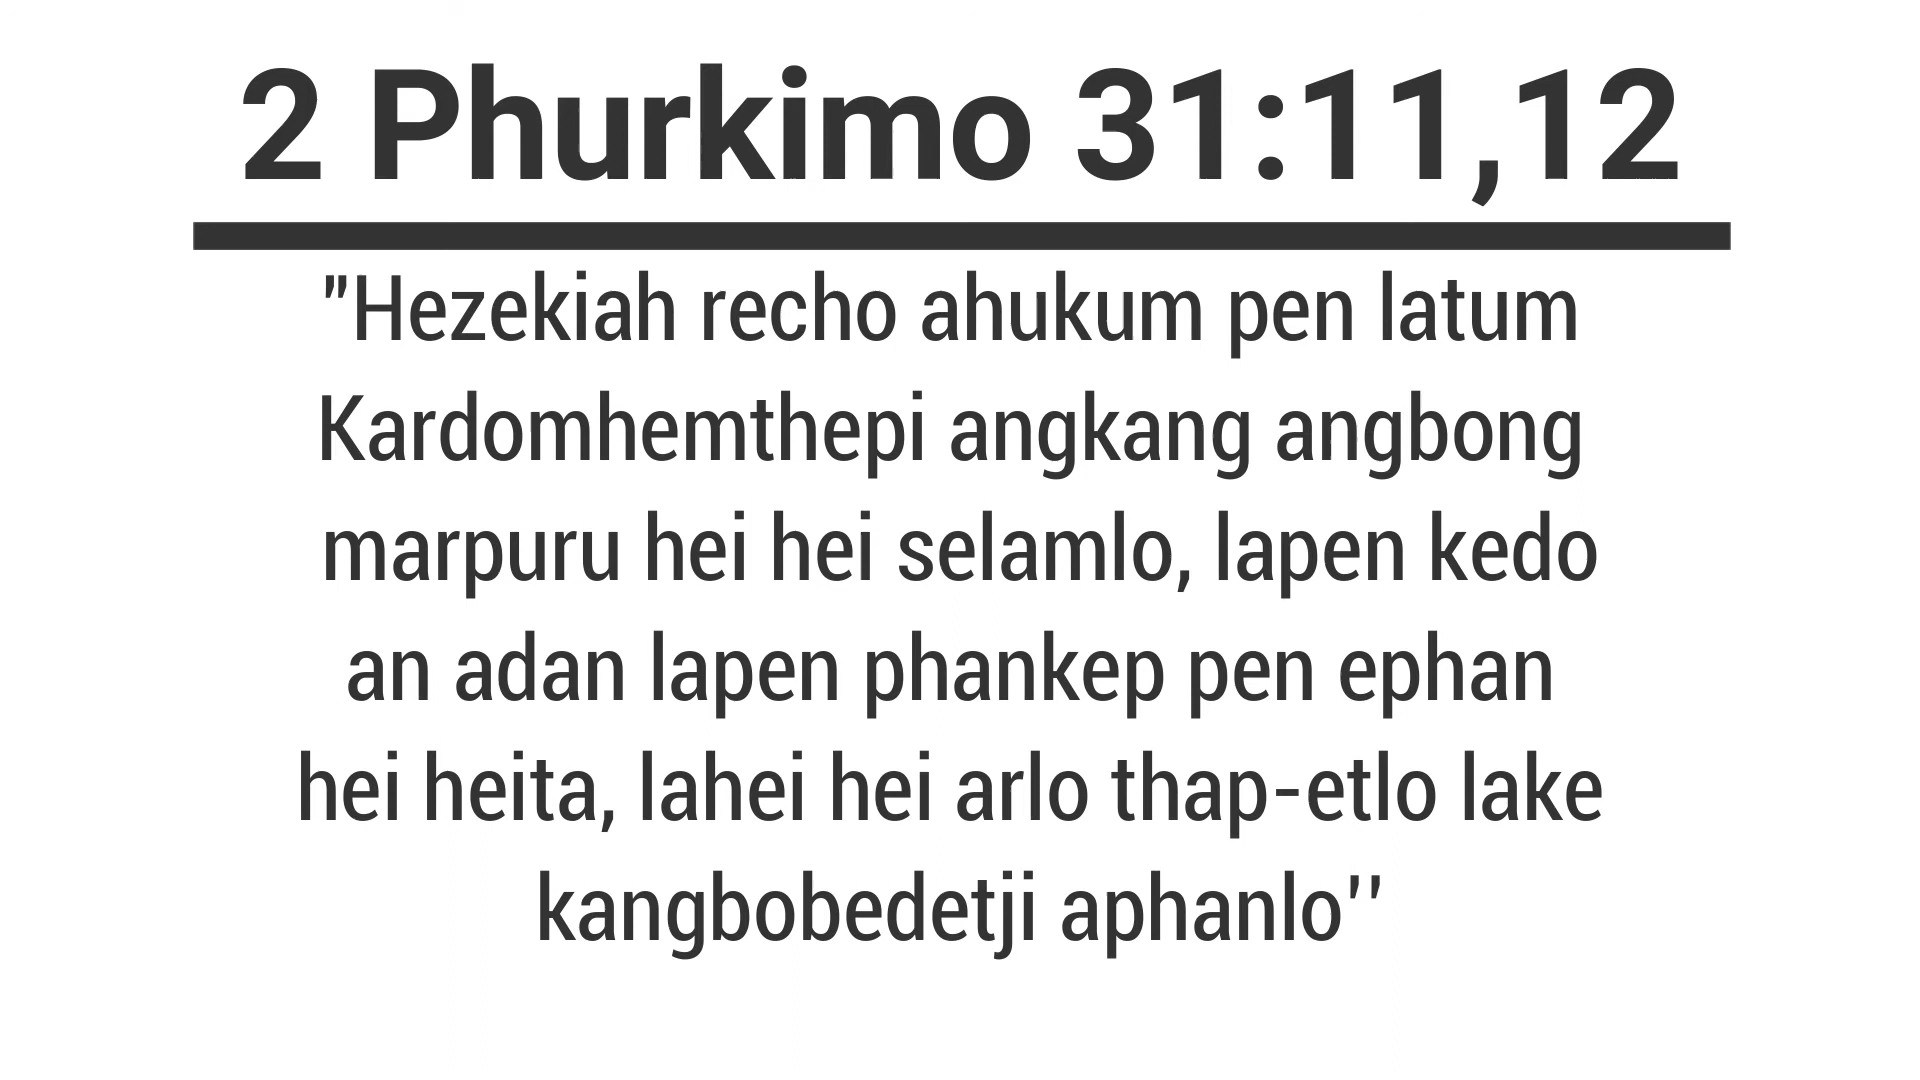 2 Phurkimo 31:11,12
"Hezekiah recho ahukum pen latum
Kardomhemthepi angkang angbong
marpuru hei hei selamlo, lapen kedo
an adan lapen phankep pen ephan
hei heita, lahei hei arlo thap-etlo lake
kangbobedetji aphanlo’’